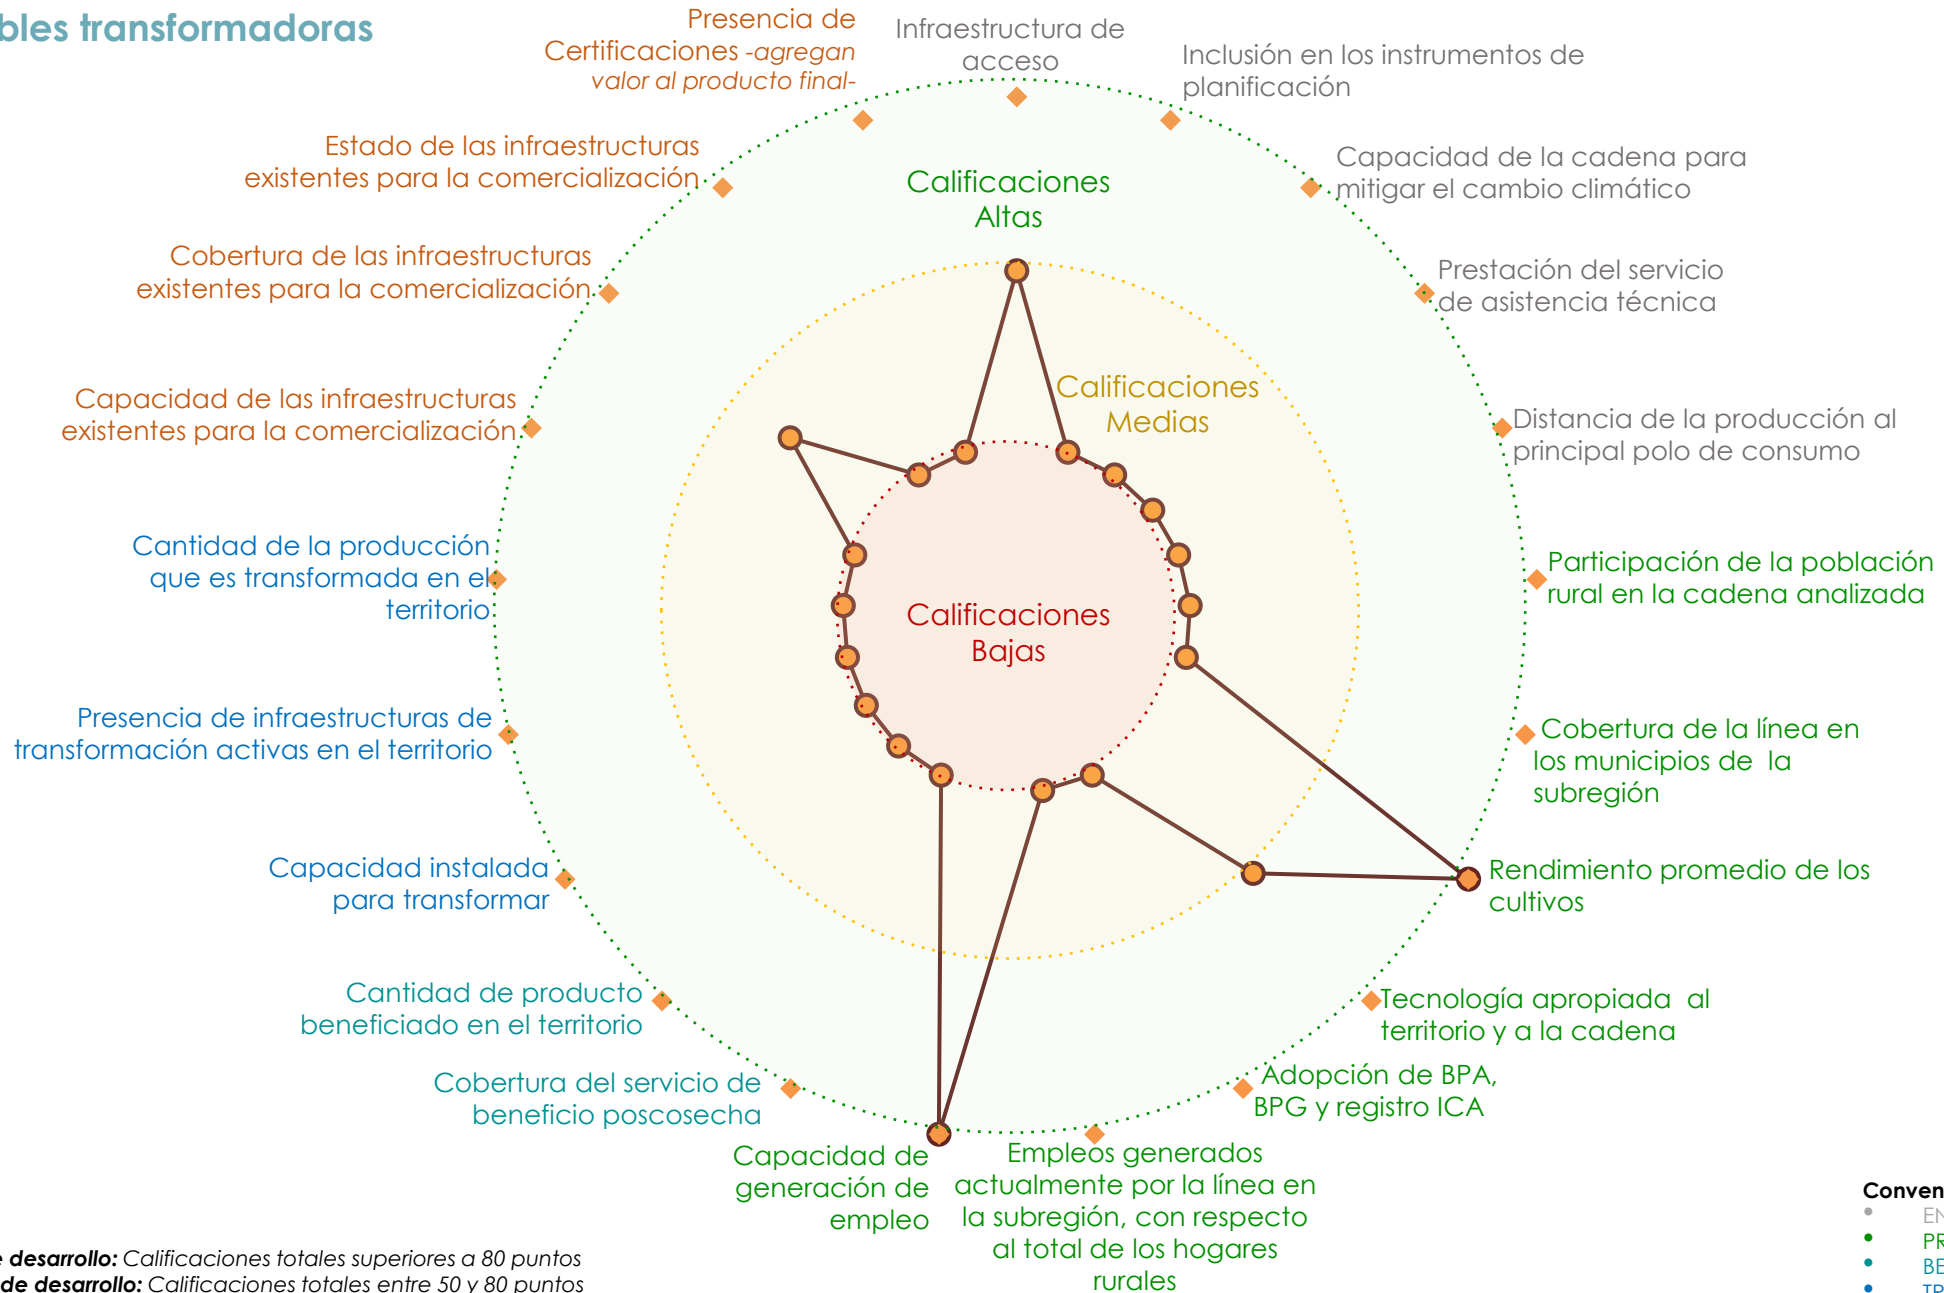 bles transformadoras
Presencia de
Certificaciones -agregan
valor al producto final-
Infraestructura de
acceso
Inclusión en los instrumentos de
planificación
Estado de las infraestructuras
existentes para la comercialización
Capacidad de la cadena para
mitigar el cambio climático
Calificaciones
Altas
Cobertura de las infraestructuras
existentes para la comercialización
Prestación del servicio
de asistencia técnica
Capacidad de las infraestructuras
existentes para la comercialización
Calificaciones
Medias
Distancia de la producción al
principal polo de consumo
Cantidad de la producción
que es transformada en el
territorio
Participación de la población
rural en la cadena analizada
Calificaciones
Bajas
Presencia de infraestructuras de
transformación activas en el territorio
Cobertura de la línea en
los municipios de la
subregión
Capacidad instalada
para transformar
Rendimiento promedio de los
cultivos
Cantidad de producto
beneficiado en el territorio
Tecnología apropiada al
territorio y a la cadena
Cobertura del servicio de
beneficio poscosecha
Adopción de BPA,
BPG y registro ICA
Capacidad de
generación de
empleo
Empleos generados
actualmente por la línea en
la subregión, con respecto
al total de los hogares
rurales
Conven
EN
PR
BE
TR
e desarrollo: Calificaciones totales superiores a 80 puntos
de desarrollo: Calificaciones totales entre 50 y 80 puntos